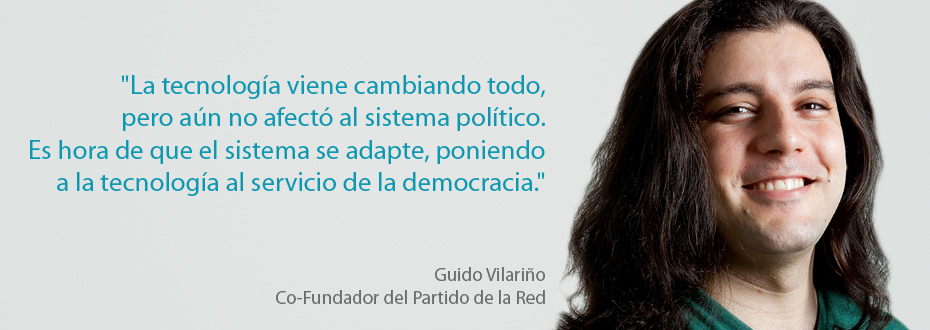 "La tecnología viene cambiando todo,
pero aún no afectó al sistema político.
Es hora de que el sistema se adapte, poniendo
a la tecnología al servicio de la democracia."
Guido Vilariño
Co-Fundador del Partido de la Red